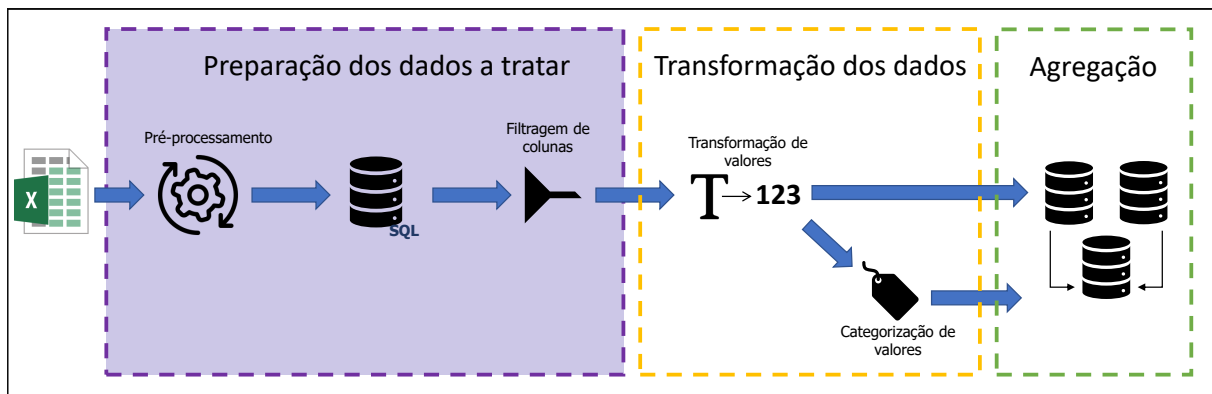 Preparação dos dados a tratar
Transformação dos dados
Agregação
Pré-processamento
Filtragem de
colunas
Transformação de
valores
X
SQL
T
123
Categorização de
valores